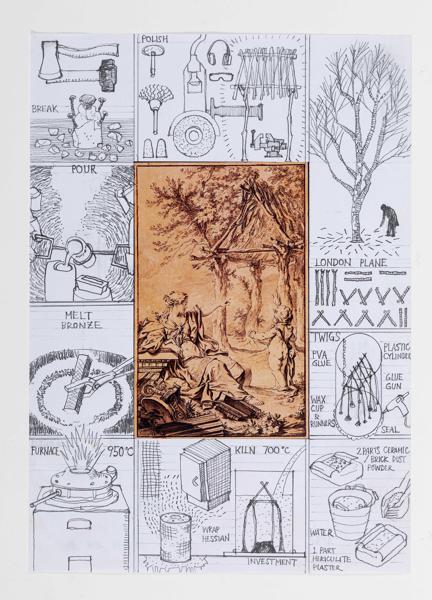 POLISH
BREAK
POUR
LONDON PLANE
MELT
BRONZE
TWIGS
PVA
GLUE
WAX
CUP
&
RUNNERS
PLASTIC
CYLINDER
GLUE
GUN
SEAL
FURNACE
950°C
KILN 700°C
WRAP
HESSIAN
INVESTMENT
2 PARTS CERAMIC
/ BRICK DUST
POWDER
WATER
1 PART
HERCULITE
PLASTER